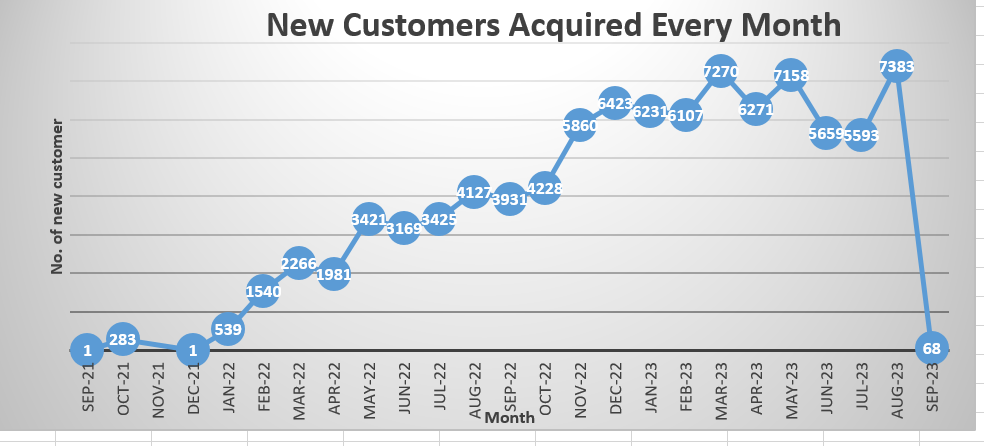 New Customers Acquired Every Month
No. of new customer
1
283
1
539
1540
2266
1981
3421
3169
3425
4127
3931
4228
5860
6423
6231
6107
7270
6271
7158
5659
5593
7383
68
SEP-21
OCT-21
NOV-21
DEC-21
JAN-22
FEB-22
MAR-22
APR-22
MAY-22
JUN-22
JUL-22
AUG-22
SEP-22
OCT-22
NOV-22
DEC-22
JAN-23
FEB-23
MAR-23
APR-23
MAY-23
JUN-23
JUL-23
AUG-23
SEP-23
Month